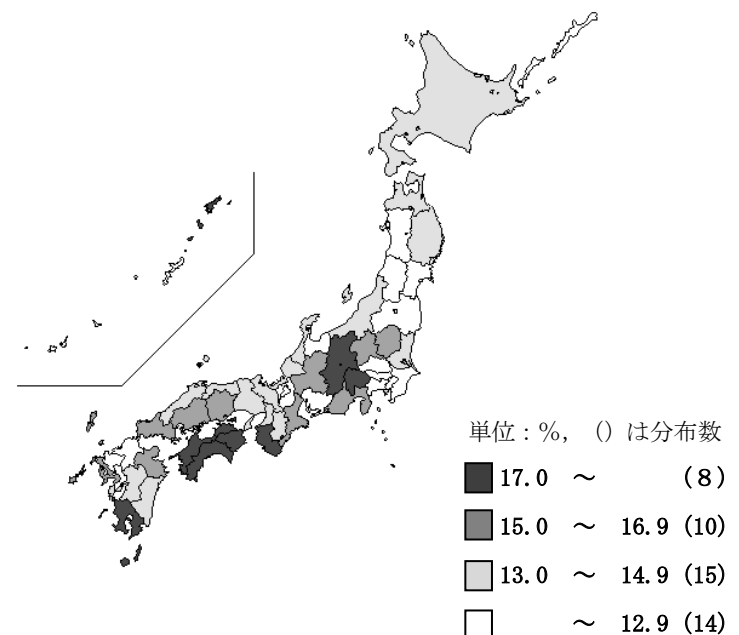 単位：％，（）は分布数
17.0 ～ (8)
15.0 ～ 16.9 (10)
13.0 ～ 14.9 (15)
～ 12.9 (14)